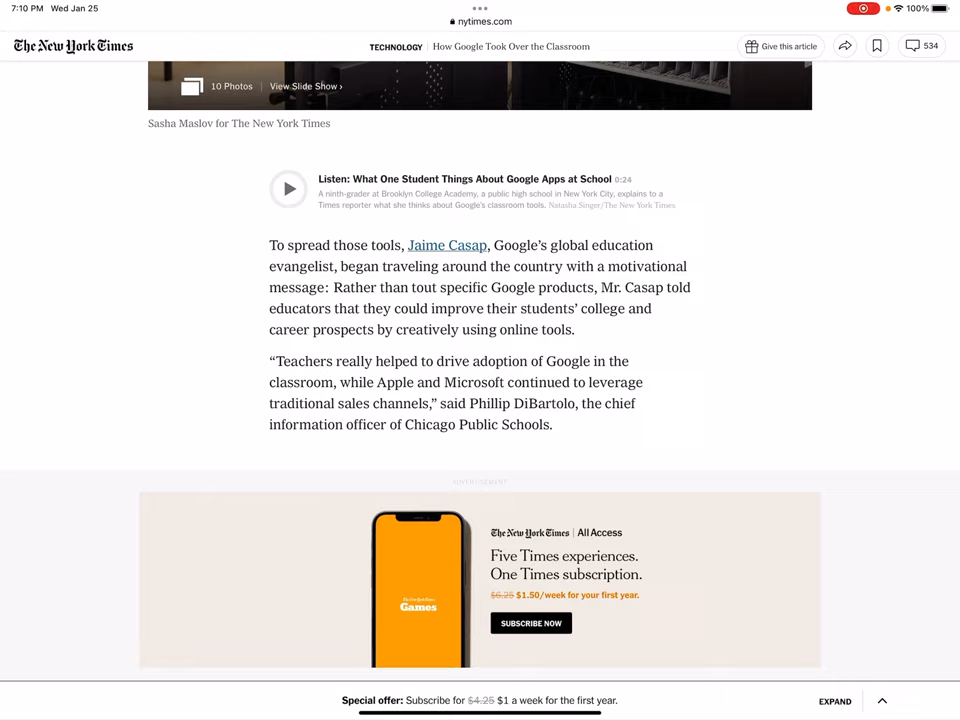 7:10 PM Wed Jan 25
100%
nytimes.com
The New York Times
TECHNOLOGY | How Google Took Over the Classroom
Give this article
534
10 Photos | View Slide Show ›
Sasha Maslov for The New York Times
Listen: What One Student Things About Google Apps at School 0:24
A ninth-grader at Brooklyn College Academy, a public high school in New York City, explains to a
Times reporter what she thinks about Google's classroom tools. Natasha Singer/The New York Times
To spread those tools, Jaime Casap, Google’s global education
evangelist, began traveling around the country with a motivational
message: Rather than tout specific Google products, Mr. Casap told
educators that they could improve their students’ college and
career prospects by creatively using online tools.
“Teachers really helped to drive adoption of Google in the
classroom, while Apple and Microsoft continued to leverage
traditional sales channels,” said Phillip DiBartolo, the chief
information officer of Chicago Public Schools.
ADVERTISEMENT
The New York Times | All Access
Five Times experiences.
One Times subscription.
$6.25 $1.50/week for your first year.
SUBSCRIBE NOW
The New York Times
Games
Special offer: Subscribe for $4.25 $1 a week for the first year.
EXPAND